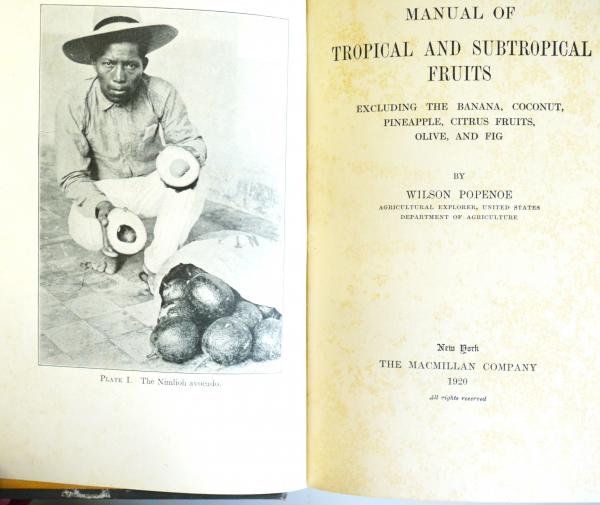 PLATE I. The Nimlioh avocado.
MANUAL OF
TROPICAL AND SUBTROPICAL
FRUITS
EXCLUDING THE BANANA, COCONUT,
PINEAPPLE, CITRUS FRUITS,
OLIVE, AND FIG
BY
WILSON POPENOE
AGRICULTURAL EXPLORER, UNITED STATES
DEPARTMENT OF AGRICULTURE
New York
THE MACMILLAN COMPANY
1920
All rights reserved